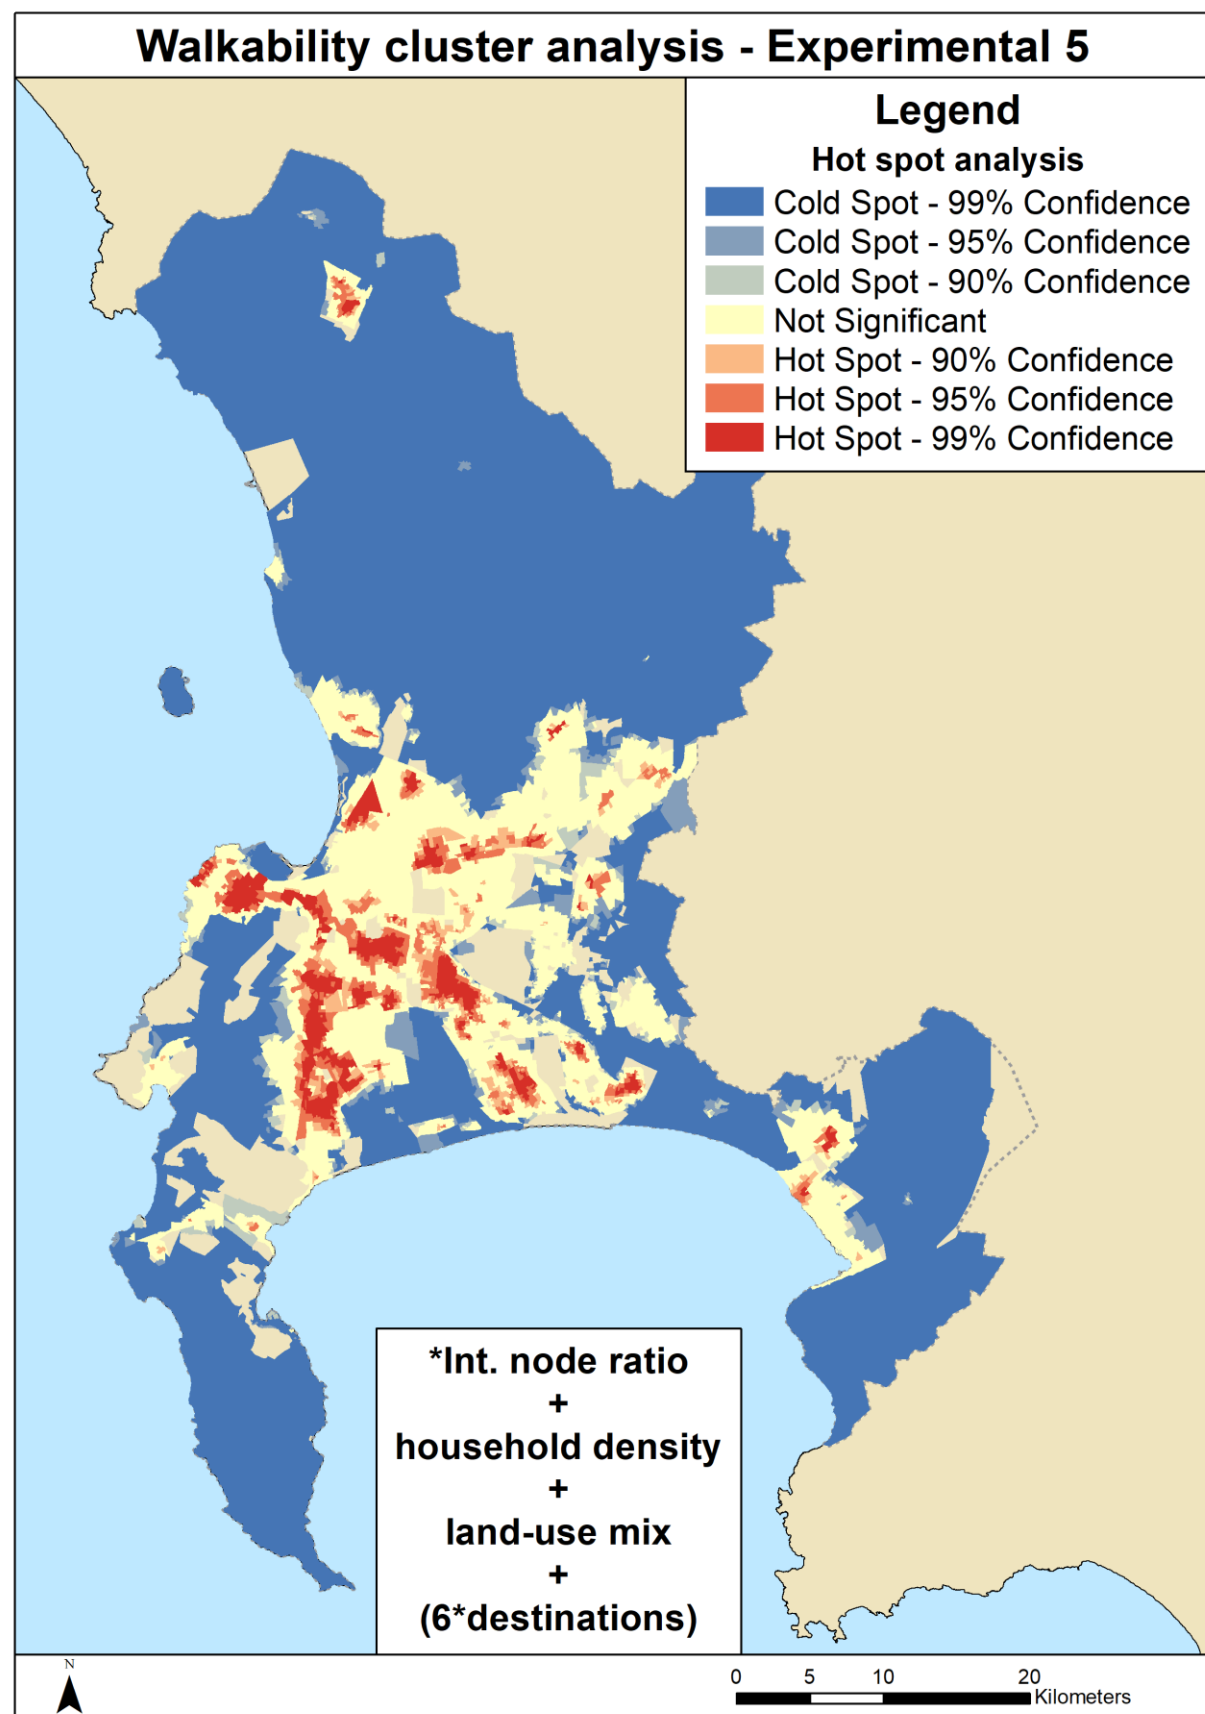 Walkability cluster analysis - Experimental 5
Legend
Hot spot analysis
Cold Spot - 99% Confidence
Cold Spot - 95% Confidence
Cold Spot - 90% Confidence
Not Significant
Hot Spot - 90% Confidence
Hot Spot - 95% Confidence
Hot Spot - 99% Confidence
*Int. node ratio
+
household density
+
land-use mix
+
(6*destinations)
N
0 5 10 20
Kilometers